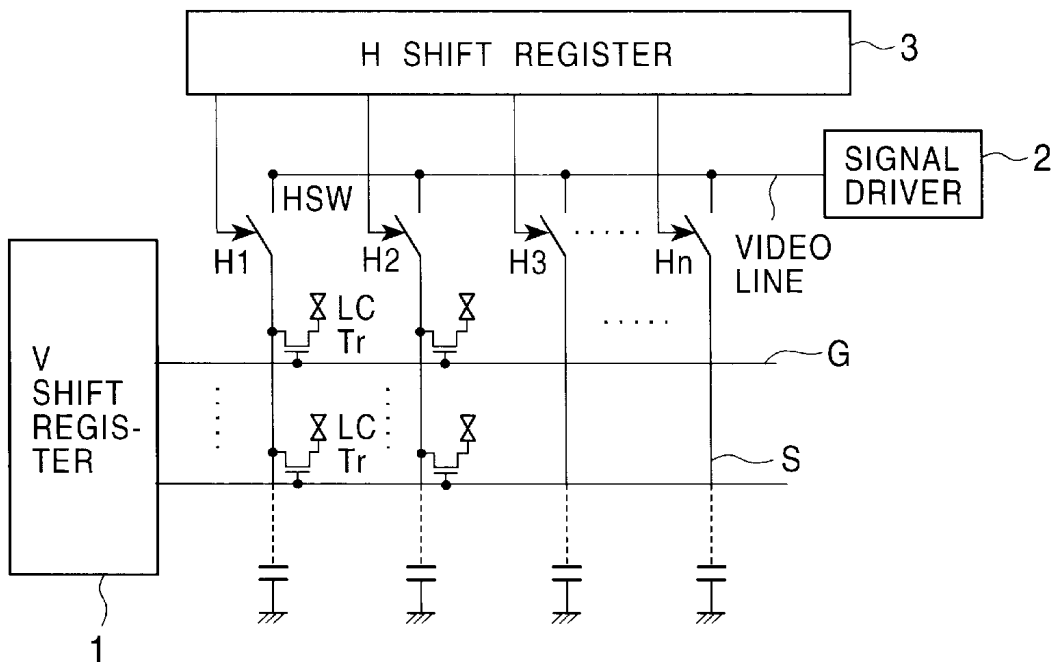 H SHIFT REGISTER
3
SIGNAL
DRIVER
2
HSW
H1
H2
H3
Hn
VIDEO
LINE
LC
Tr
G
V
SHIFT
REGIS-
TER
LC
Tr
S
1